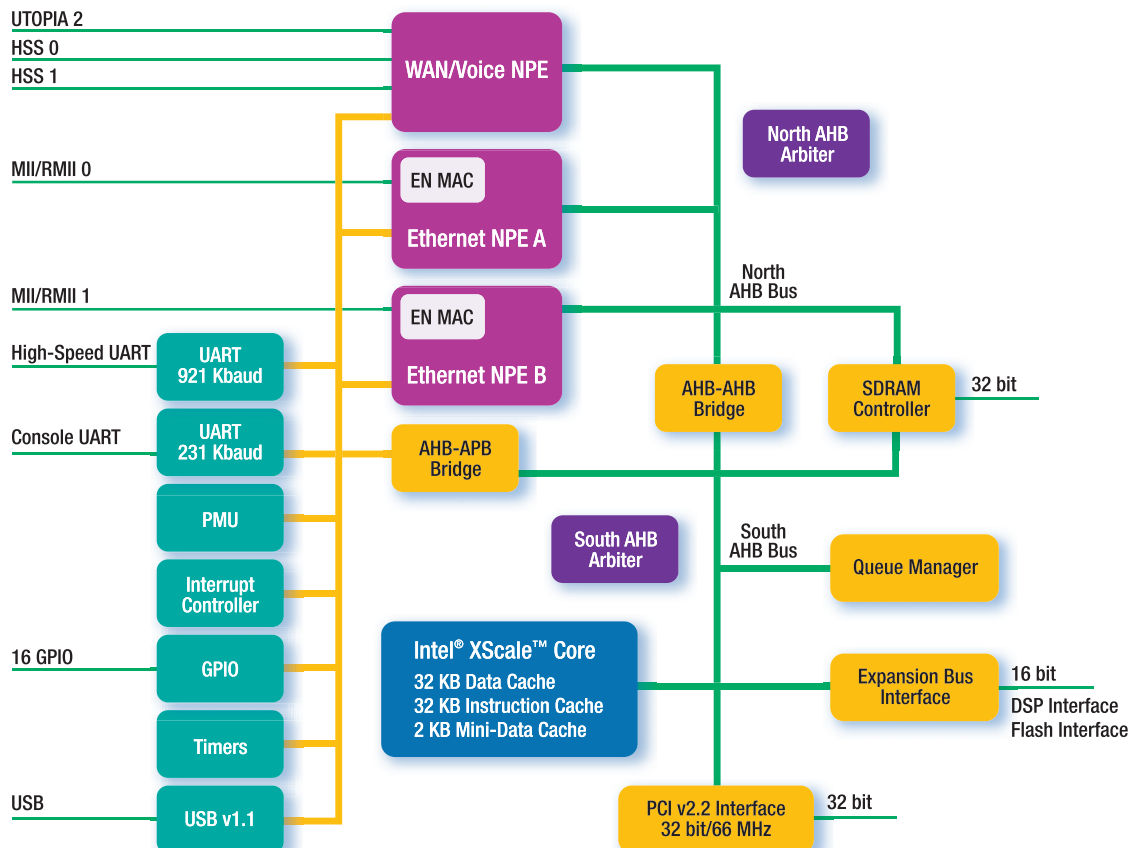 UTOPIA 2
HSS 0
HSS 1
WAN/Voice NPE
North AHB
Arbiter
MII/RMII 0
EN MAC
Ethernet NPE A
North
AHB Bus
MII/RMII 1
EN MAC
Ethernet NPE B
High-Speed UART
UART
921 Kbaud
AHB-AHB
Bridge
SDRAM
Controller
32 bit
Console UART
UART
231 Kbaud
AHB-APB
Bridge
PMU
South AHB
Arbiter
South
AHB Bus
Queue Manager
Interrupt
Controller
16 GPIO
GPIO
Intel® XScale™ Core
32 KB Data Cache
32 KB Instruction Cache
2 KB Mini-Data Cache
Expansion Bus
Interface
16 bit
DSP Interface
Flash Interface
Timers
USB
USB v1.1
PCI v2.2 Interface
32 bit/66 MHz
32 bit